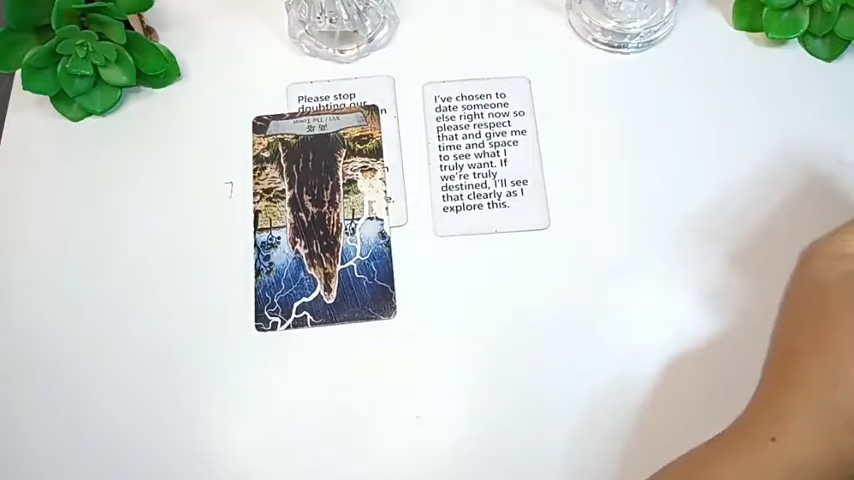 Please stop
doubting our
XVI / The Tower
I've chosen to
date someone
else right now so
please respect
that and give me
time and space
to see what I
truly want. If
we're truly
destined, I'll see
that clearly as I
explore this.